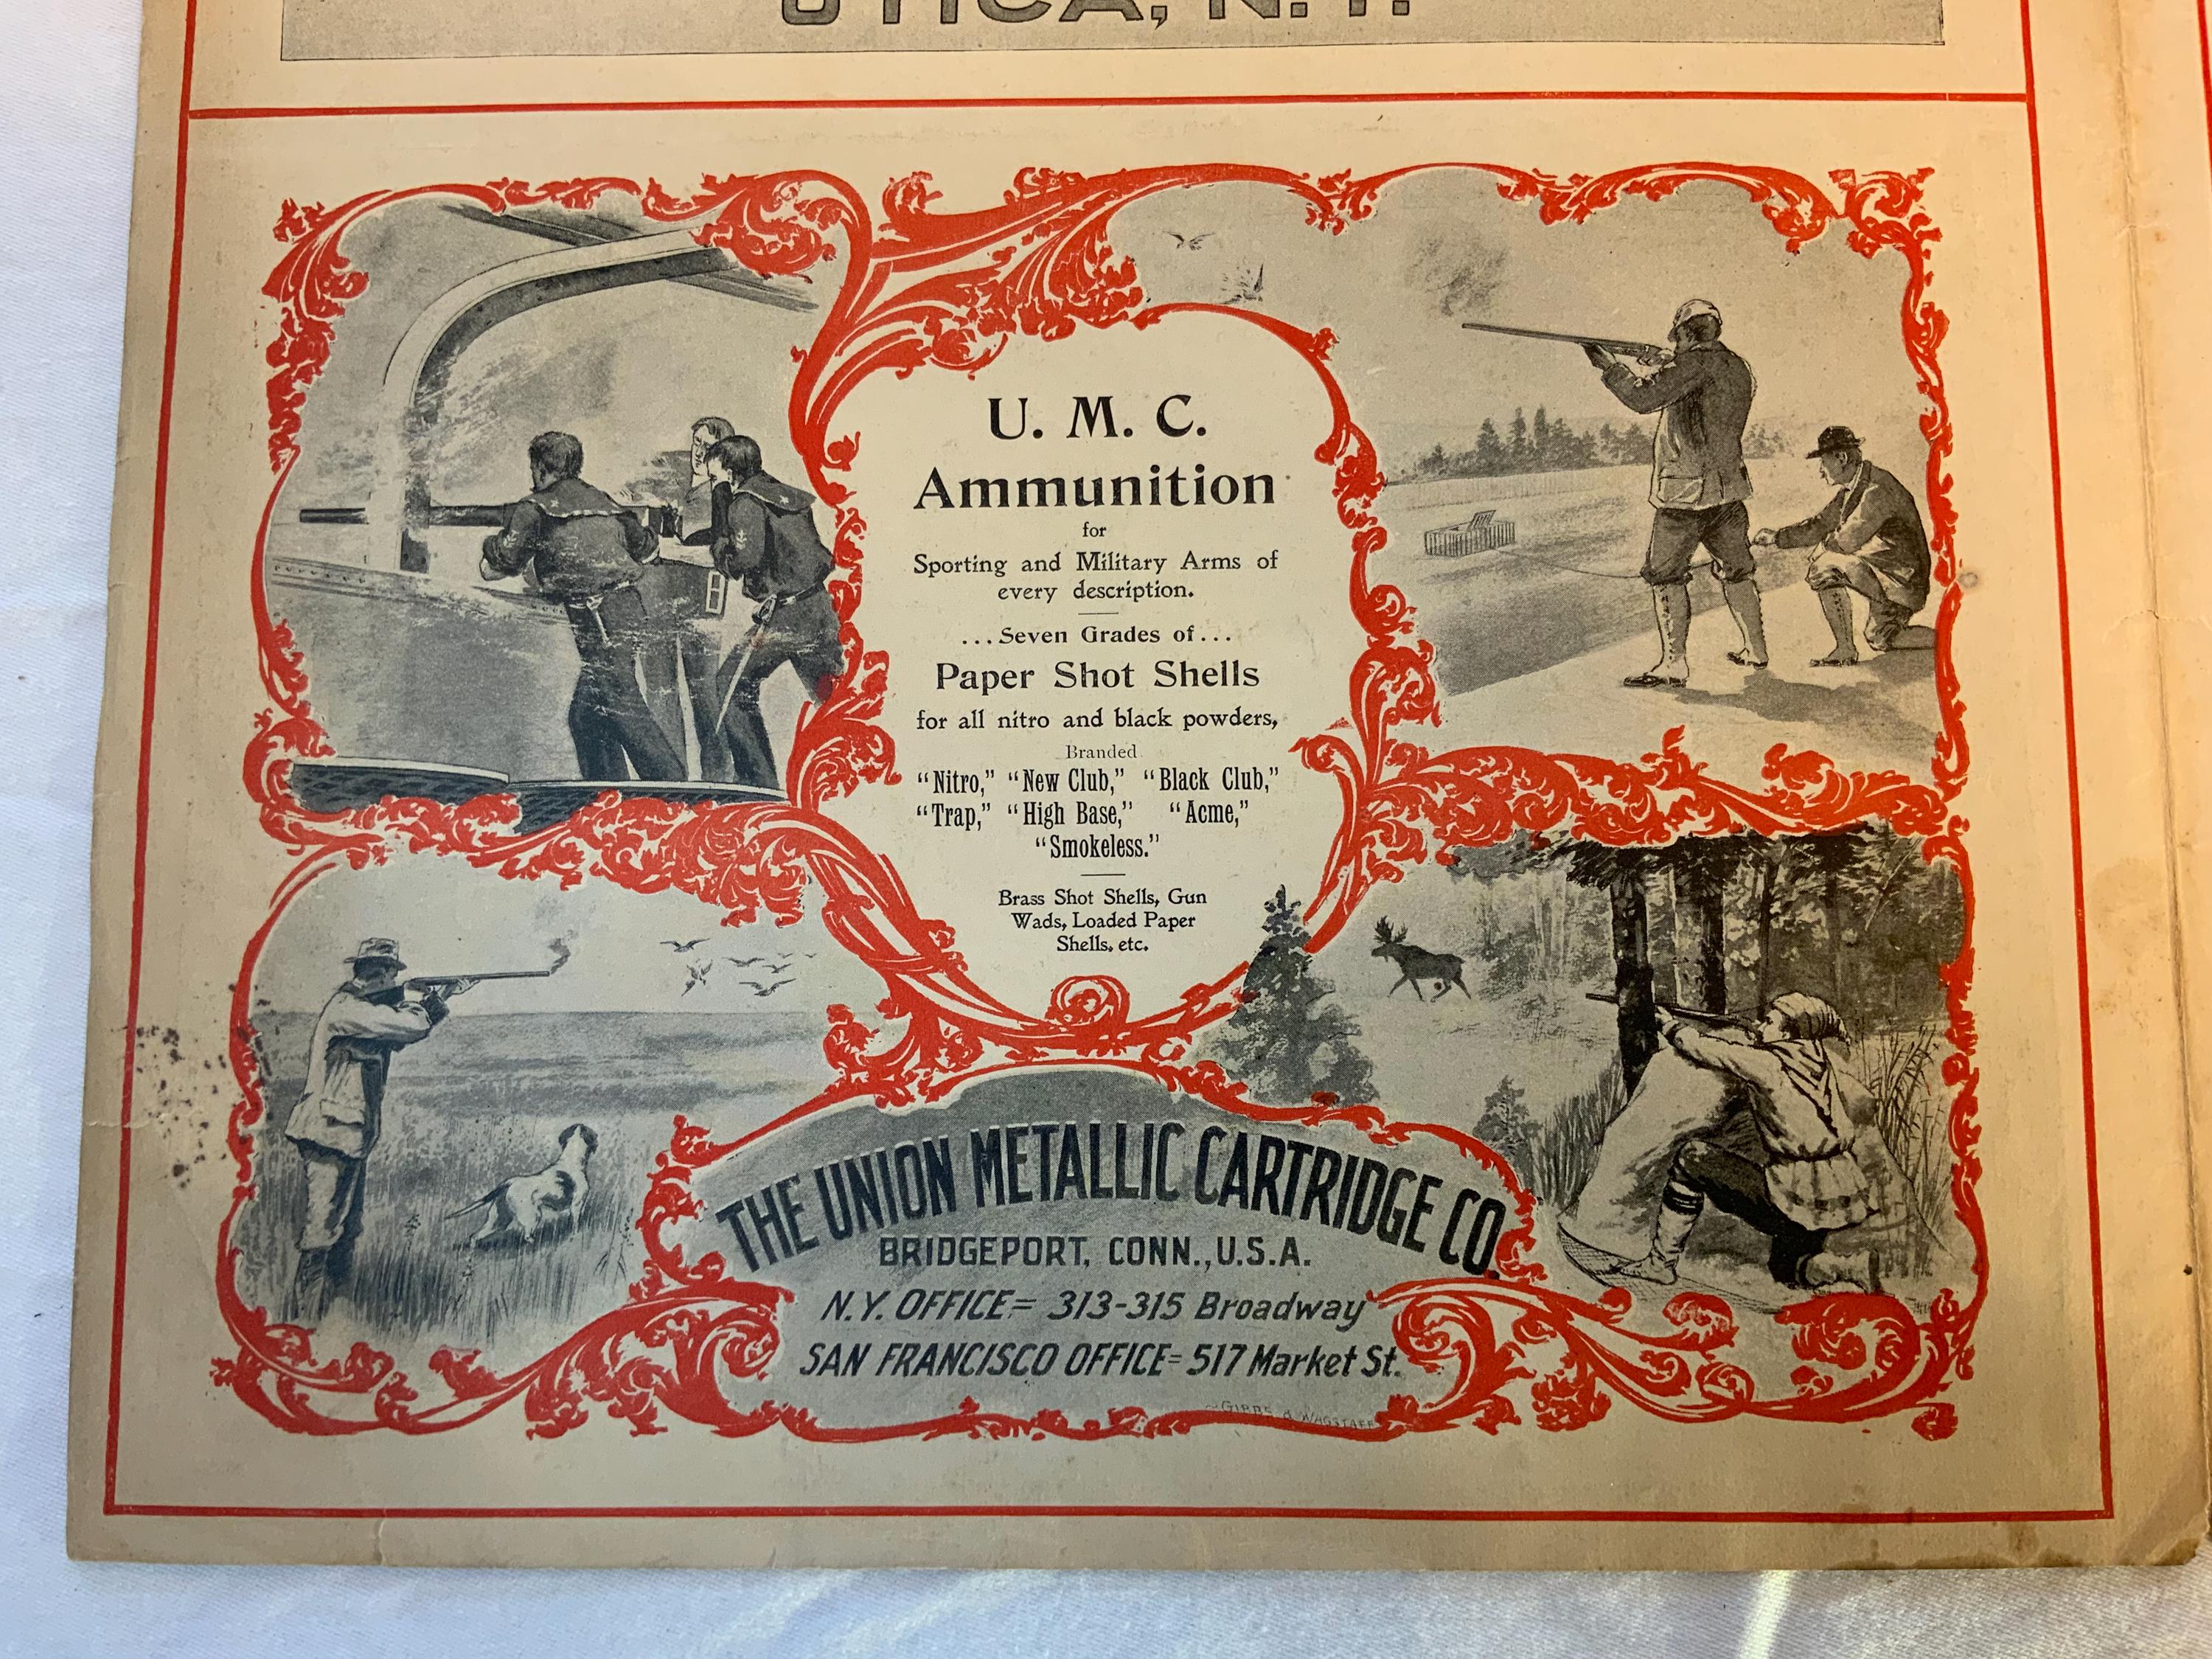 UTICA, N.Y.
U. M. C.
Ammunition
for
Sporting and Military Arms of
every description.
...Seven Grades of...
Paper Shot Shells
for all nitro and black powders,
Branded
“Nitro,” “New Club,” “Black Club,”
“Trap,” “High Base,” “Acme,”
“Smokeless.”
Brass Shot Shells, Gun
Wads, Loaded Paper
Shells, etc.
THE UNION METALLIC CARTRIDGE CO.
BRIDGEPORT, CONN., U.S.A.
N.Y. OFFICE= 313-315 Broadway
SAN FRANCISCO OFFICE= 517 Market St.
GIBBS & WAGSTAFF